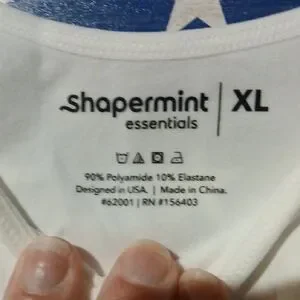 shapermint | XL
essentials
90% Polyamide 10% Elastane
Designed in USA. | Made in China.
#62001 | RN #156403